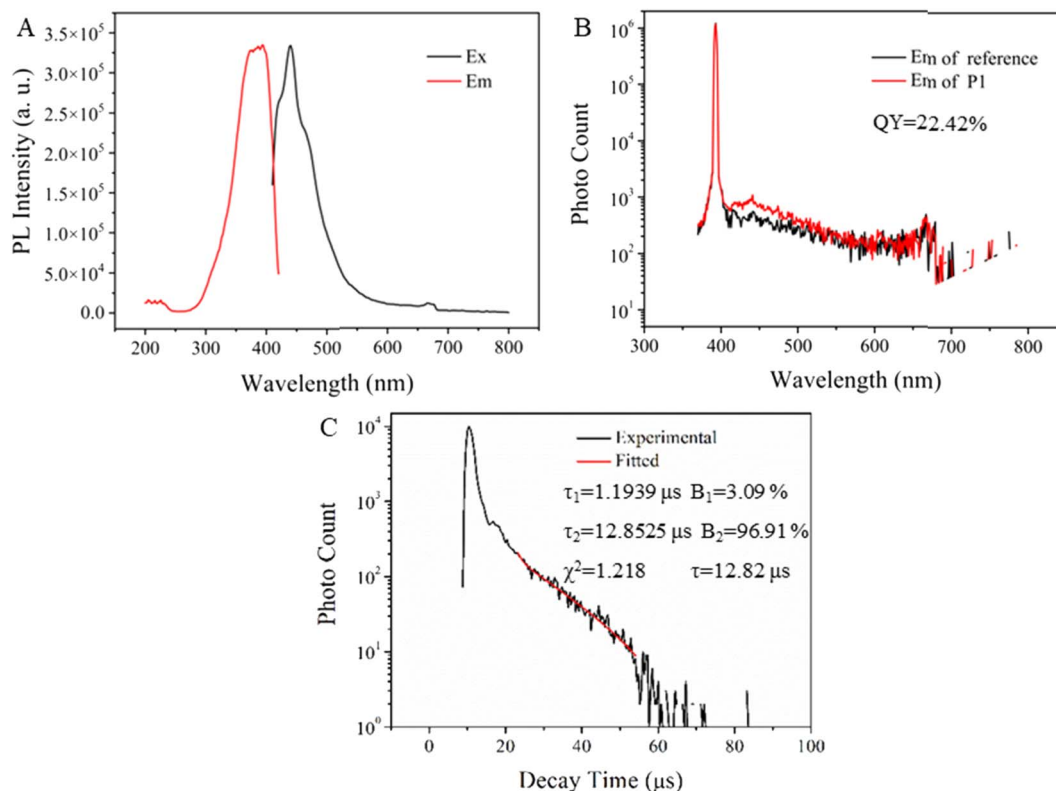 A
3.5×10⁵
3.0×10⁵
2.5×10⁵
2.0×10⁵
1.5×10⁵
1.0×10⁵
5.0×10⁴
0.0
PL Intensity (a. u.)
Ex
Em
200 300 400 500 600 700 800
Wavelength (nm)
B
10⁶
10⁵
10⁴
10³
10²
10¹
Photo Count
Em of reference
Em of P1
QY=22.42%
300 400 500 600 700 800
Wavelength (nm)
C
10⁴
10³
10²
10¹
10⁰
Photo Count
Experimental
Fitted
τ₁=1.1939 μs B₁=3.09 %
τ₂=12.8525 μs B₂=96.91 %
χ²=1.218 τ=12.82 μs
0 20 40 60 80 100
Decay Time (μs)